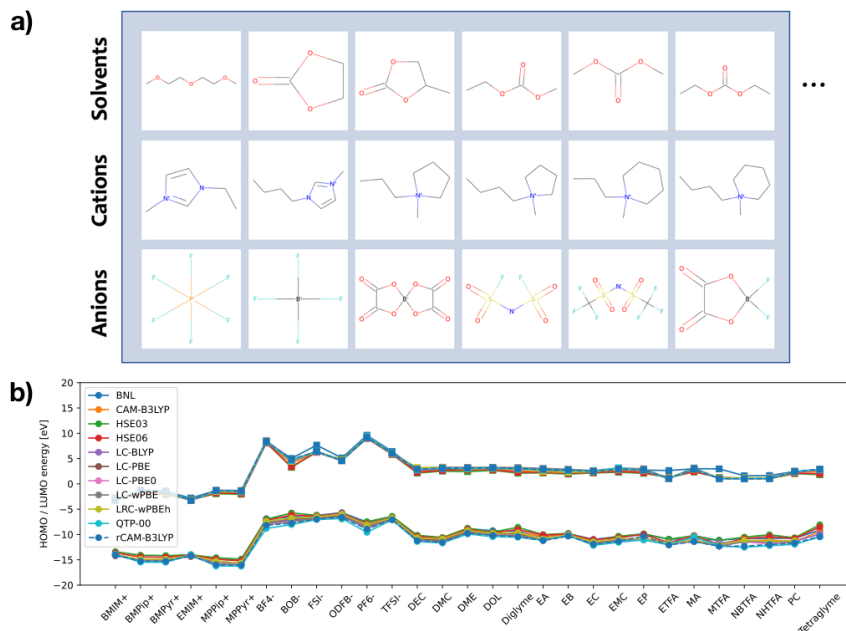 a)
Solvents
...
Cations
Anions
b)
HOMO / LUMO energy [eV]
20
15
10
5
0
−5
−10
−15
−20
BNL
CAM-B3LYP
HSE03
HSE06
LC-BLYP
LC-PBE
LC-PBE0
LC-wPBE
LRC-wPBEh
QTP-00
rCAM-B3LYP
BMIM+
BMPip+
BMPyr+
EMIM+
MPPip+
MPPyr+
BF4-
BOB-
FSI-
ODFB-
PF6-
TFSI-
DEC
DMC
DME
DOL
Diglyme
EA
EB
EC
EMC
EP
ETFA
MA
MTFA
NBTFA
NHTFA
PC
Tetraglyme